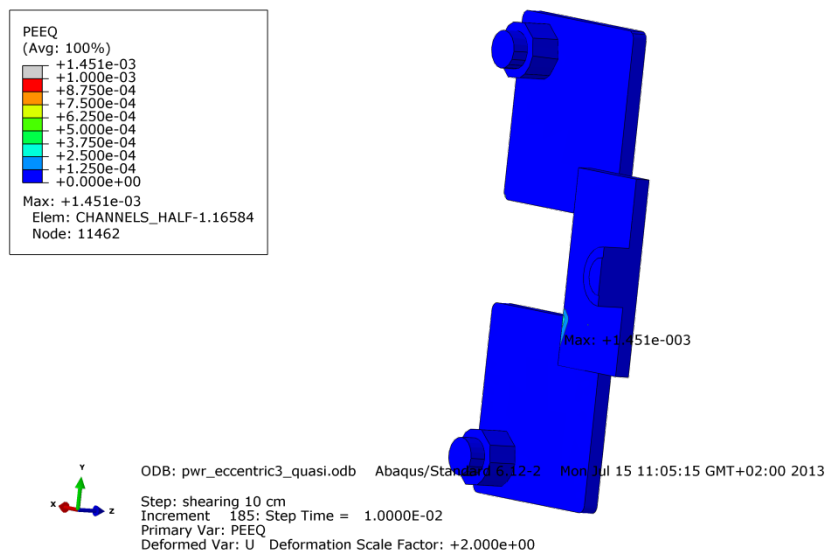 PEEQ
(Avg: 100%)
+1.451e-03
+1.000e-03
+8.750e-04
+7.500e-04
+6.250e-04
+5.000e-04
+3.750e-04
+2.500e-04
+1.250e-04
+0.000e+00
Max: +1.451e-03
Elem: CHANNELS_HALF-1.16584
Node: 11462
Max: +1.451e-003
Y
X
Z
ODB: pwr_eccentric3_quasi.odb Abaqus/Standard 6.12-2 Mon Jul 15 11:05:15 GMT+02:00 2013
Step: shearing 10 cm
Increment 185: Step Time = 1.0000E-02
Primary Var: PEEQ
Deformed Var: U Deformation Scale Factor: +2.000e+00